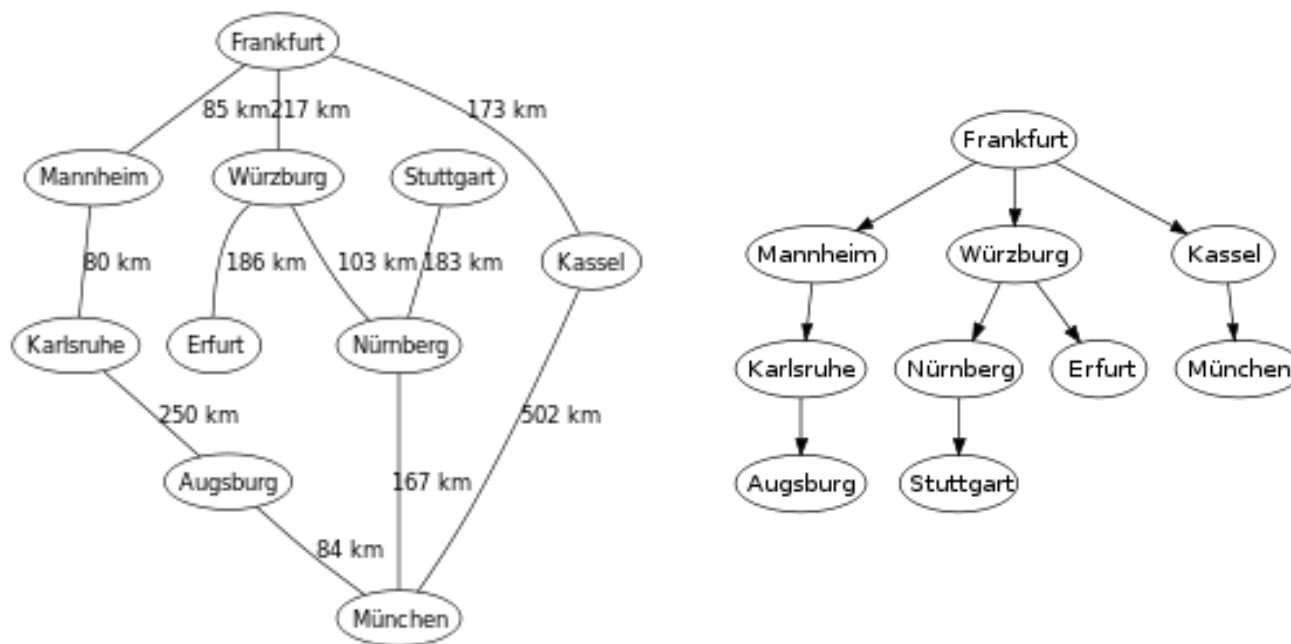 Frankfurt
85 km
217 km
173 km
Mannheim
Würzburg
Stuttgart
Kassel
80 km
186 km
103 km
183 km
Karlsruhe
Erfurt
Nürnberg
250 km
502 km
Augsburg
167 km
84 km
München
Frankfurt
Mannheim
Würzburg
Kassel
Karlsruhe
Nürnberg
Erfurt
München
Augsburg
Stuttgart